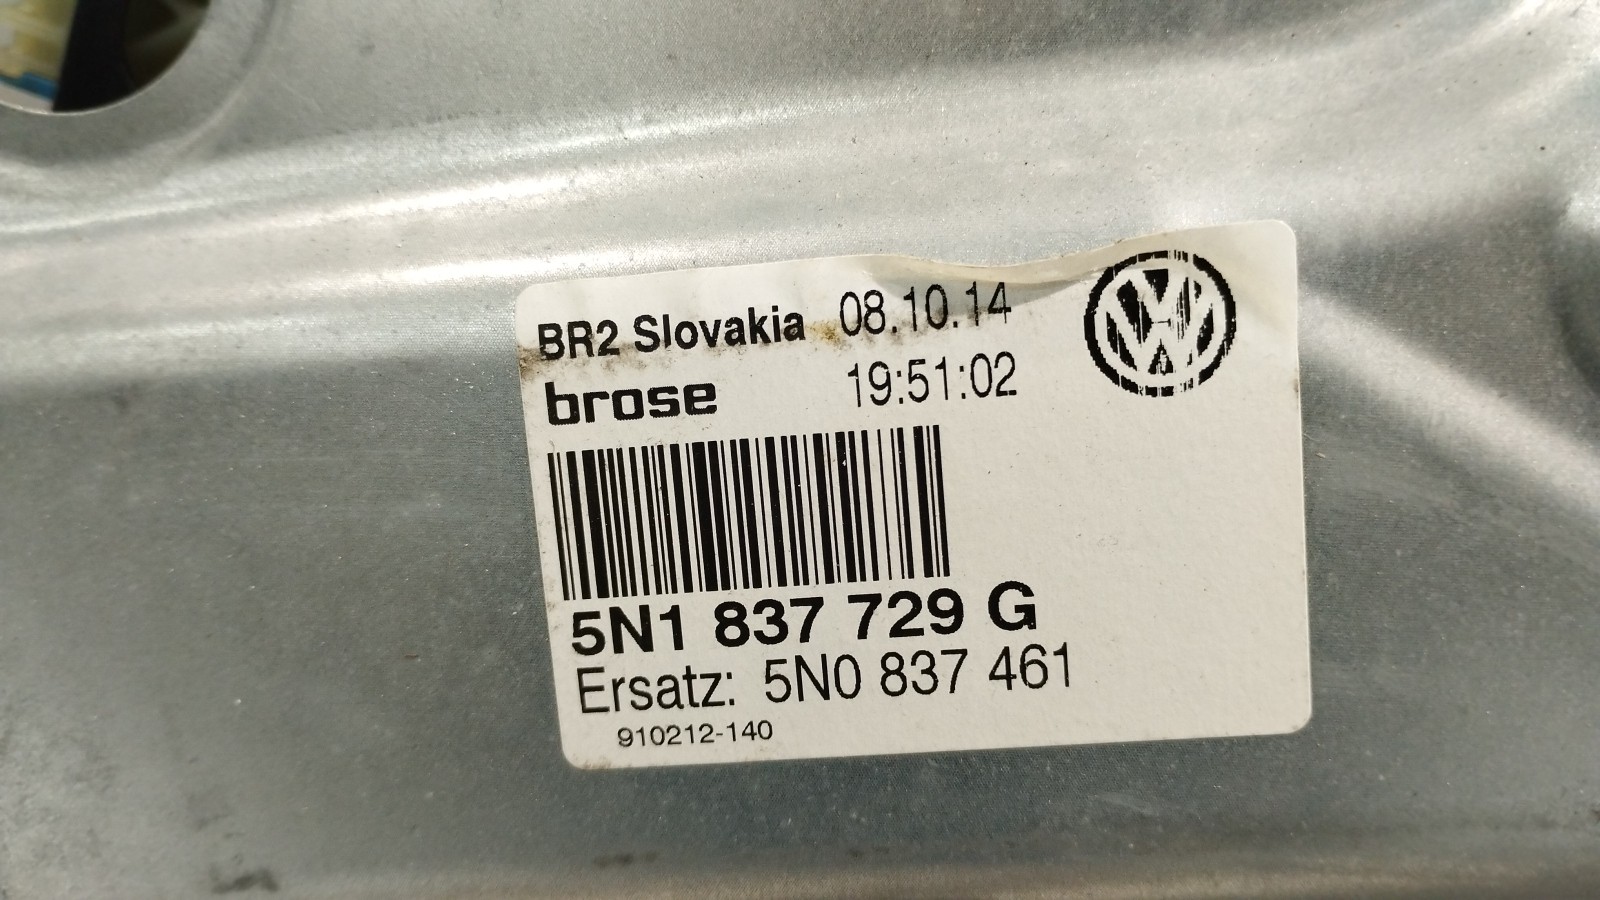 BR2 Slovakia 08.10.14
brose 19:51:02
5N1 837 729 G
Ersatz: 5N0 837 461
910212-140